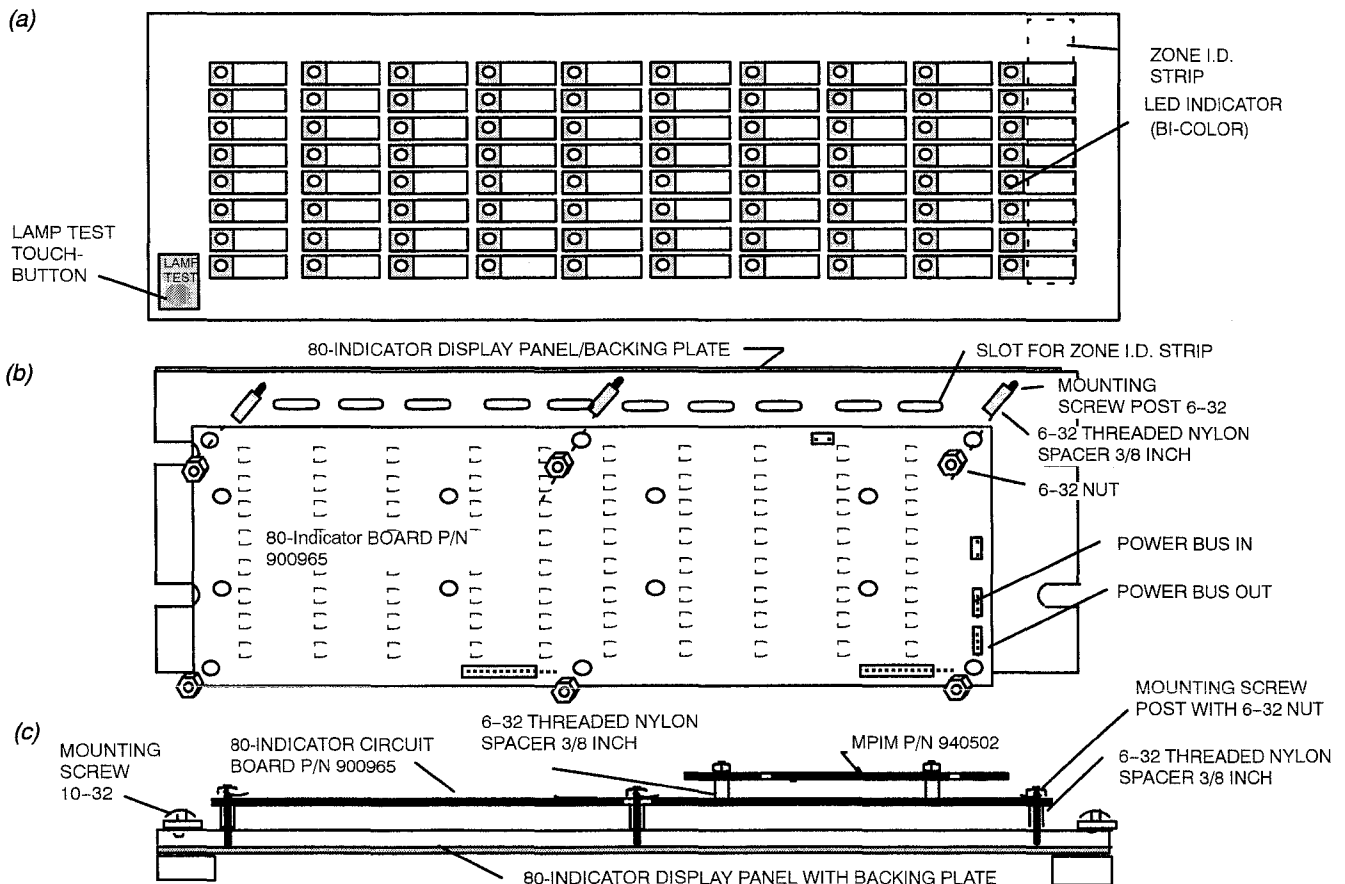 (a)
ZONE I.D.
STRIP
LED INDICATOR
(BI-COLOR)
LAMP TEST
TOUCH-
BUTTON
LAMP
TEST
80-INDICATOR DISPLAY PANEL/BACKING PLATE
SLOT FOR ZONE I.D. STRIP
(b)
MOUNTING
SCREW POST 6-32
6-32 THREADED NYLON
SPACER 3/8 INCH
6-32 NUT
80-Indicator BOARD P/N
900965
POWER BUS IN
POWER BUS OUT
(c)
MOUNTING
SCREW
10-32
80-INDICATOR CIRCUIT
BOARD P/N 900965
6-32 THREADED NYLON
SPACER 3/8 INCH
MPIM P/N 940502
MOUNTING SCREW
POST WITH 6-32 NUT
6-32 THREADED NYLON
SPACER 3/8 INCH
80-INDICATOR DISPLAY PANEL WITH BACKING PLATE